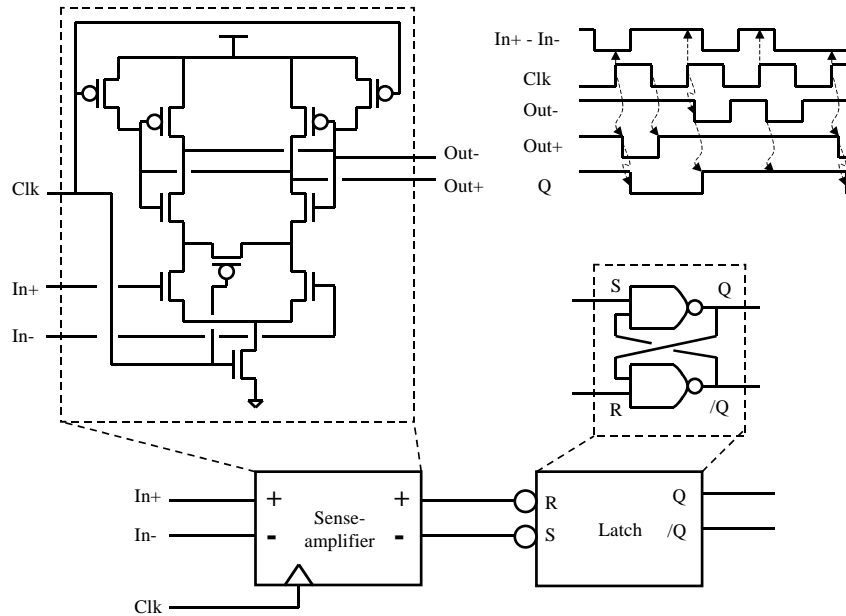 In+ - In-
Clk
Out-
Out+
Q
Clk
Out-
Out+
In+
In-
S
Q
R
/Q
In+
In-
+
-
+
-
Sense-
amplifier
Clk
R
S
Latch
Q
/Q